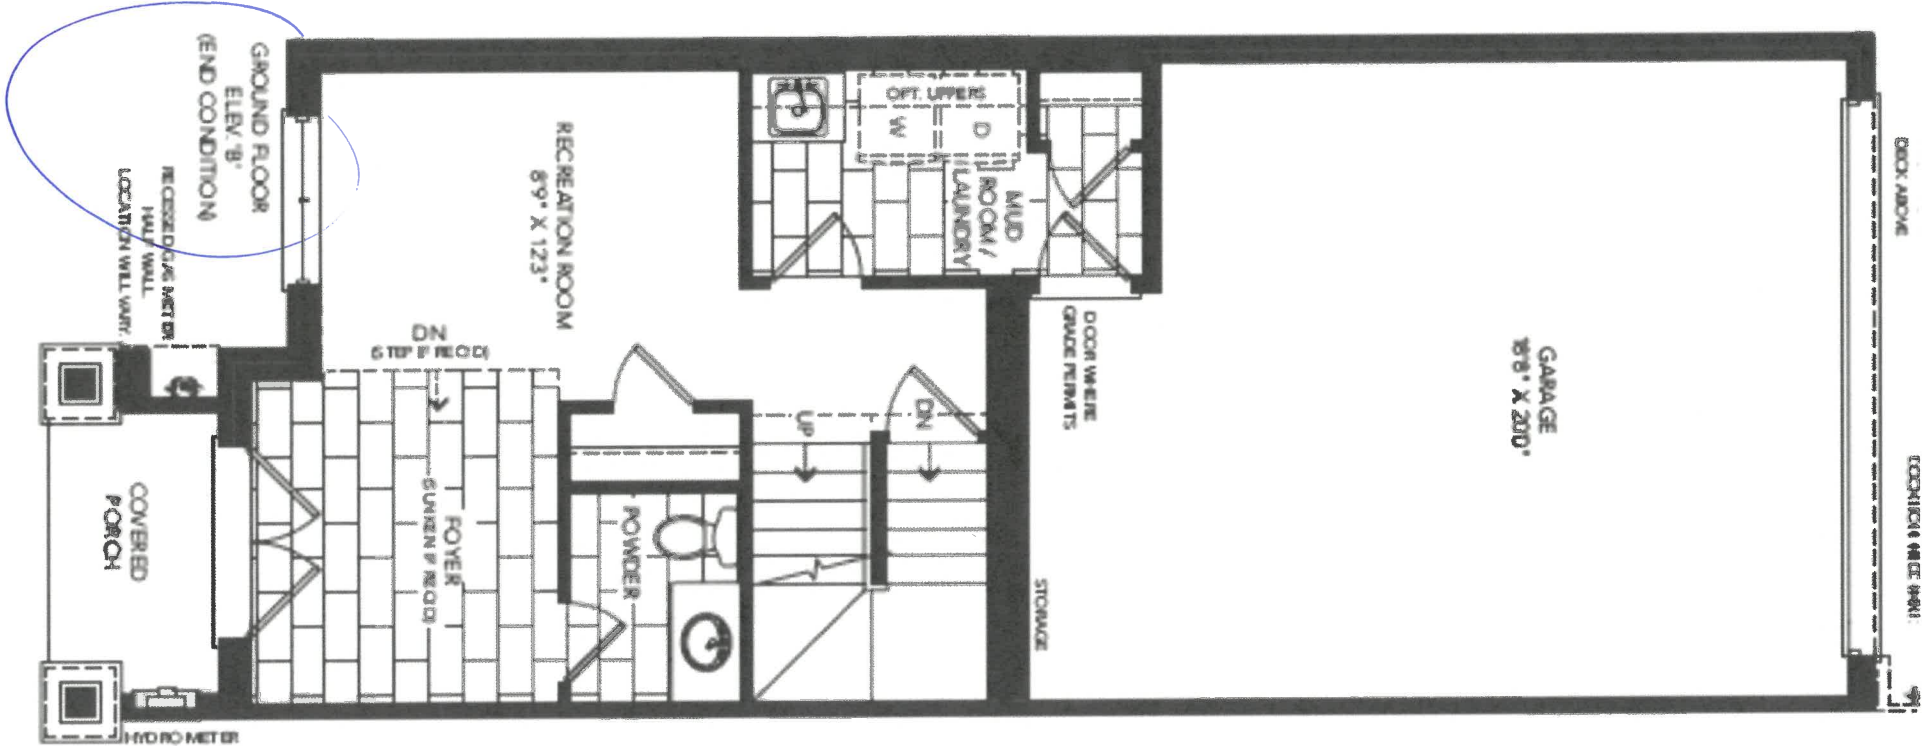 GROUND FLOOR
ELEV. 'B'
(END CONDITION)
RECESSED GAS METER
HALF WALL
LOCATION WILL VARY.
RECREATION ROOM
8'9" X 12'3"
OPT. UPPERS
W
D
MUD
ROOM /
LAUNDRY
DOOR WHERE
GRADE PERMITS
GARAGE
18'8" X 20'0"
DECK ABOVE
DN
(STEP IF REQ'D)
FOYER
(SUNKEN IF REQ'D)
COVERED
PORCH
POWDER
UP
DN
STORAGE
HYDRO METER